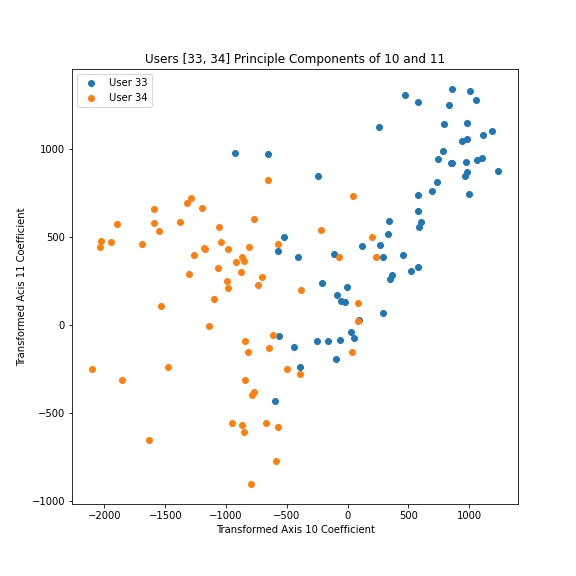 Users [33, 34] Principle Components of 10 and 11
User 33
User 34
Transformed Acis 11 Coefficient
1000
500
0
−500
−1000
−2000 −1500 −1000 −500 0 500 1000
Transformed Axis 10 Coefficient